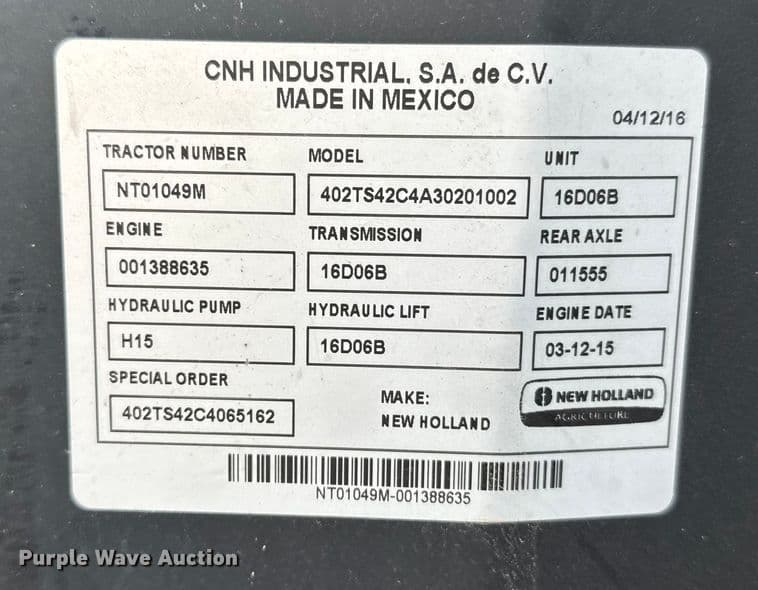 CNH INDUSTRIAL, S.A. de C.V.
MADE IN MEXICO
04/12/16
TRACTOR NUMBER MODEL UNIT
NT01049M 402TS42C4A30201002 16D06B
ENGINE TRANSMISSION REAR AXLE
001388635 16D06B 011555
HYDRAULIC PUMP HYDRAULIC LIFT ENGINE DATE
H15 16D06B 03-12-15
SPECIAL ORDER
402TS42C4065162
MAKE:
NEW HOLLAND
NEW HOLLAND
AGRICULTURE
NT01049M-001388635
Purple Wave Auction